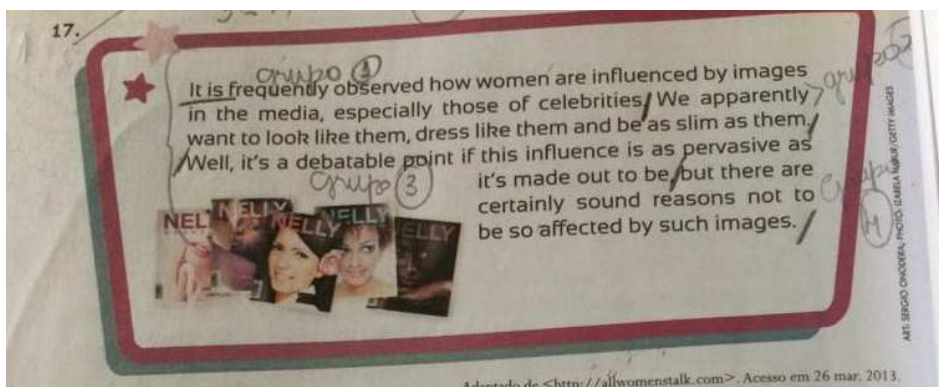 17.
grupo 1
It is frequently observed how women are influenced by images
in the media, especially those of celebrities. We apparently
grupo 2
want to look like them, dress like them and be as slim as them.
Well, it's a debatable point if this influence is as pervasive as
grupo 3
it's made out to be, but there are
certainly sound reasons not to
4
be so affected by such images.
NEL
NELLY
NELLY
NELLY
ELLY
ART: SERGIO ONODERA; PHOTO: /GETTY IMAGES
Adaptado de <http://allwomenstalk.com>. Acesso em 26 mar. 2013.